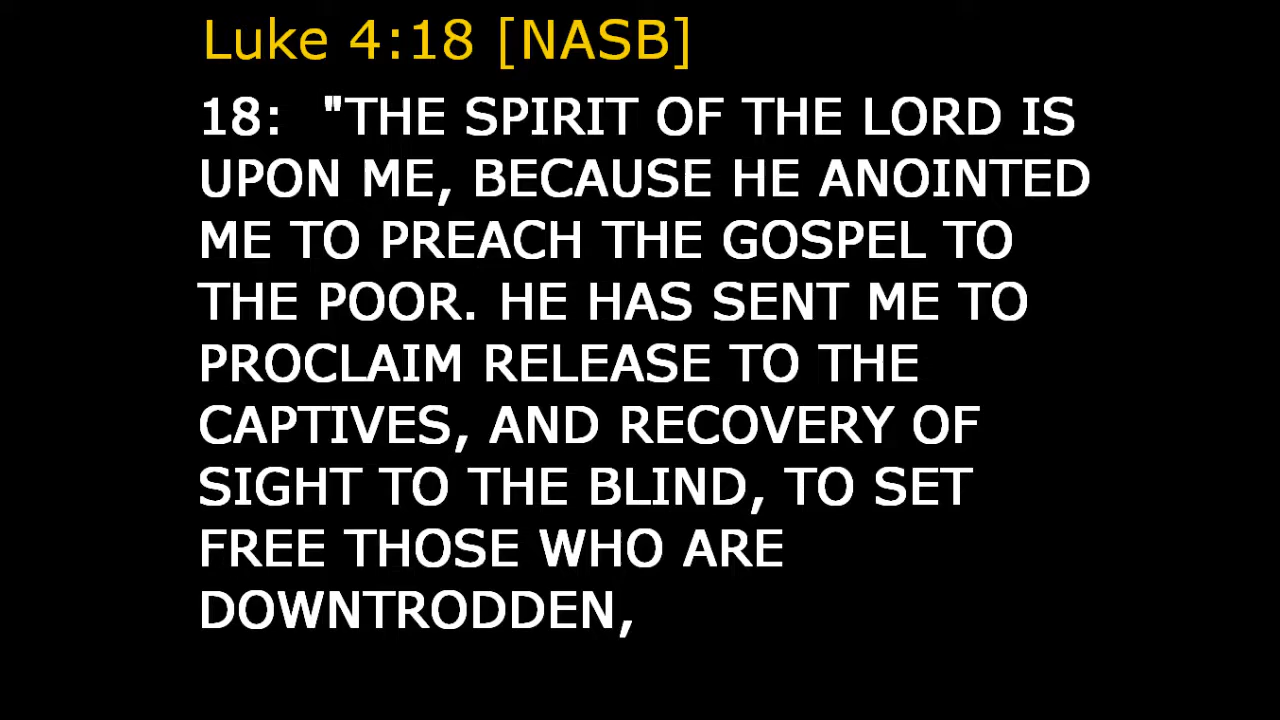 Luke 4:18 [NASB]
18: "THE SPIRIT OF THE LORD IS
UPON ME, BECAUSE HE ANOINTED
ME TO PREACH THE GOSPEL TO
THE POOR. HE HAS SENT ME TO
PROCLAIM RELEASE TO THE
CAPTIVES, AND RECOVERY OF
SIGHT TO THE BLIND, TO SET
FREE THOSE WHO ARE
DOWNTRODDEN,